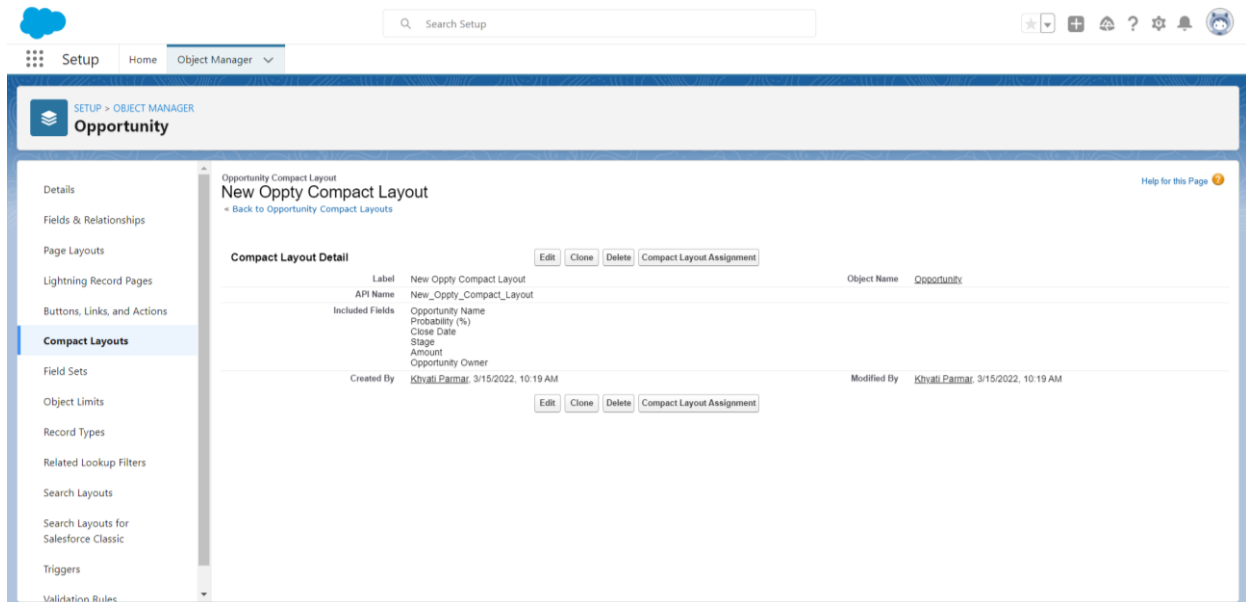 Search Setup
Setup
Home
Object Manager
SETUP > OBJECT MANAGER
Opportunity
Details
Fields & Relationships
Page Layouts
Lightning Record Pages
Buttons, Links, and Actions
Compact Layouts
Field Sets
Object Limits
Record Types
Related Lookup Filters
Search Layouts
Search Layouts for
Salesforce Classic
Triggers
Validation Rules
Opportunity Compact Layout
New Oppty Compact Layout
« Back to Opportunity Compact Layouts
Help for this Page
Compact Layout Detail
Edit Clone Delete Compact Layout Assignment
Label New Oppty Compact Layout Object Name Opportunity
API Name New_Oppty_Compact_Layout
Included Fields Opportunity Name
Probability (%)
Close Date
Stage
Amount
Opportunity Owner
Created By Khyati Parmar, 3/15/2022, 10:19 AM Modified By Khyati Parmar, 3/15/2022, 10:19 AM
Edit Clone Delete Compact Layout Assignment